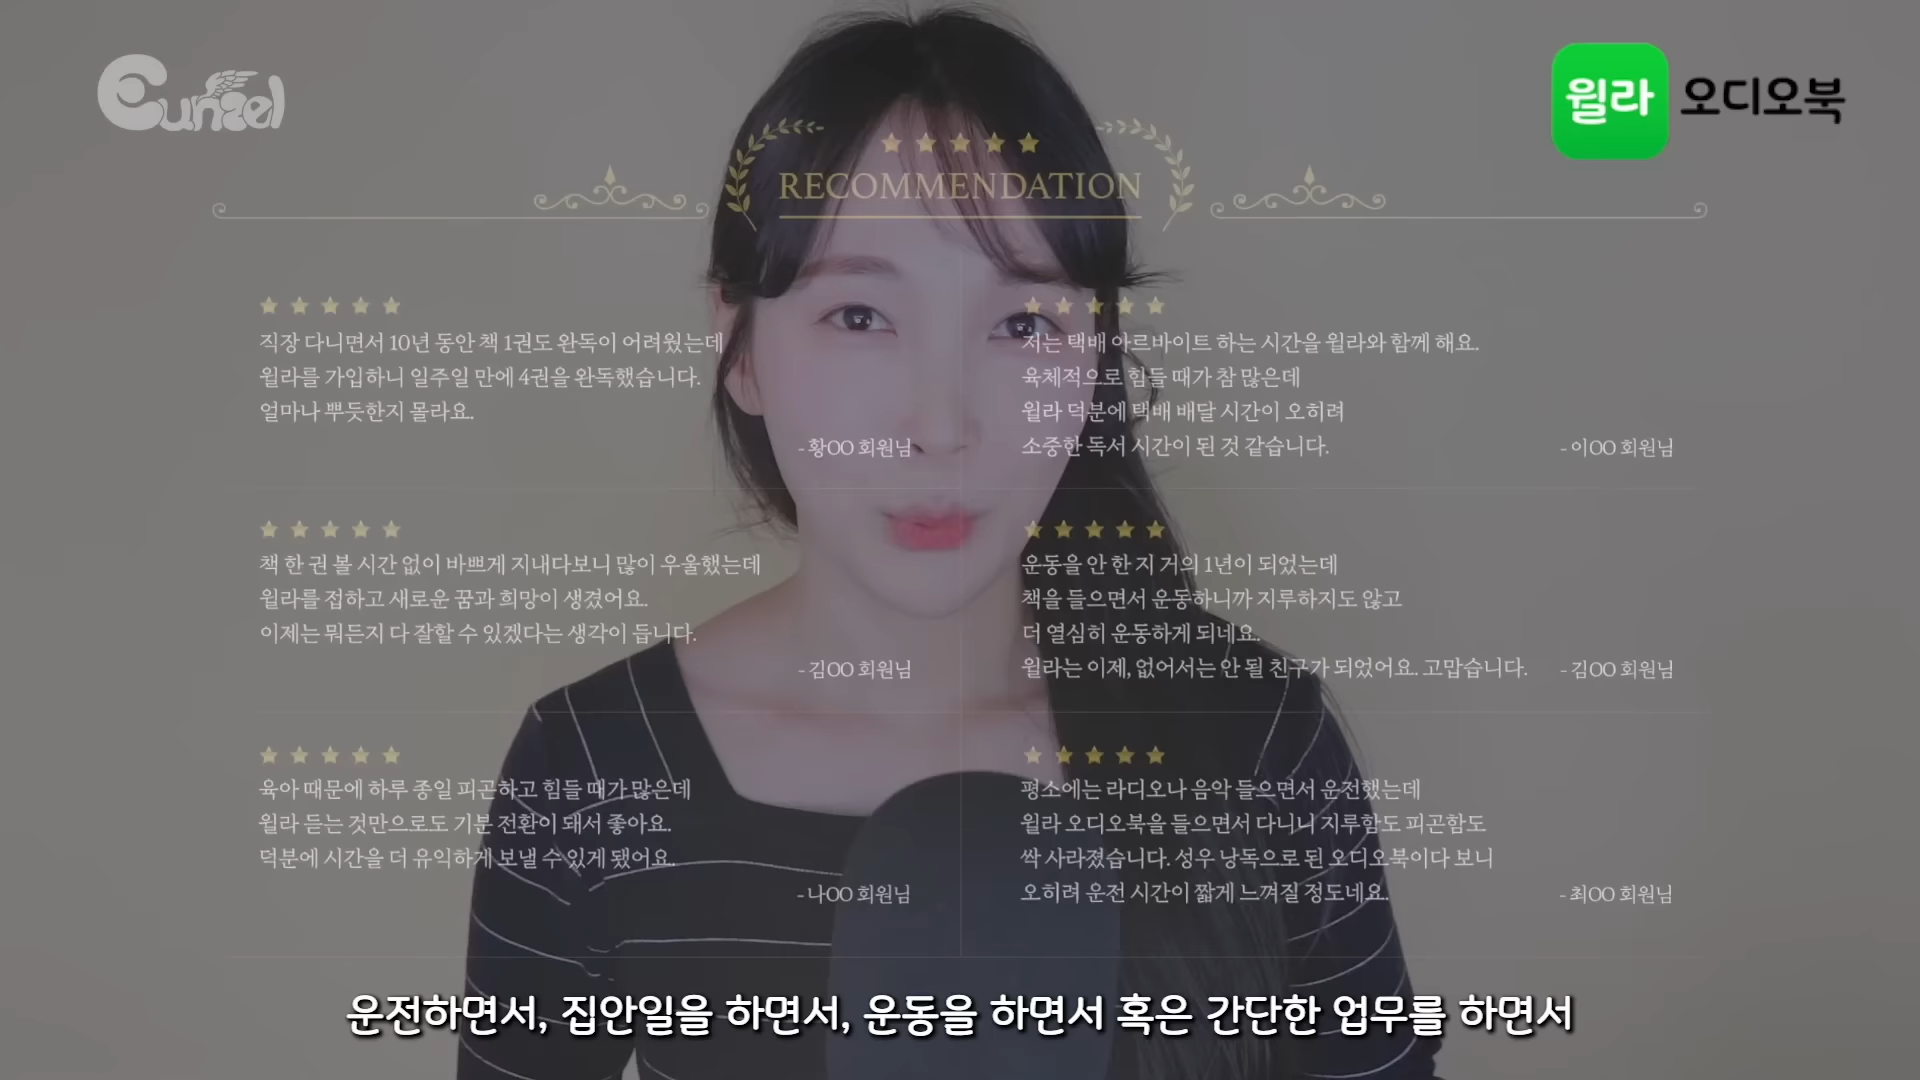 Eunzel
윌라 오디오북
RECOMMENDATION
직장 다니면서 10년 동안 책 1권도 완독이 어려웠는데
윌라를 가입하니 일주일 만에 4권을 완독했습니다.
얼마나 뿌듯한지 몰라요.
- 황OO 회원님
저는 택배 아르바이트 하는 시간을 윌라와 함께 해요.
육체적으로 힘들 때가 참 많은데
윌라 덕분에 택배 배달 시간이 오히려
소중한 독서 시간이 된 것 같습니다.
- 이OO 회원님
책 한 권 볼 시간 없이 바쁘게 지내다보니 많이 우울했는데
윌라를 접하고 새로운 꿈과 희망이 생겼어요.
이제는 뭐든지 다 잘할 수 있겠다는 생각이 듭니다.
- 김OO 회원님
운동을 안 한 지 거의 1년이 되었는데
책을 들으면서 운동하니까 지루하지도 않고
더 열심히 운동하게 되네요.
윌라는 이제, 없어서는 안 될 친구가 되었어요. 고맙습니다.
- 김OO 회원님
육아 때문에 하루 종일 피곤하고 힘들 때가 많은데
윌라 듣는 것만으로도 기분 전환이 돼서 좋아요.
덕분에 시간을 더 유익하게 보낼 수 있게 됐어요.
- 나OO 회원님
평소에는 라디오나 음악 들으면서 운전했는데
윌라 오디오북을 들으면서 다니니 지루함도 피곤함도
싹 사라졌습니다. 성우 낭독으로 된 오디오북이다 보니
오히려 운전 시간이 짧게 느껴질 정도네요.
- 최OO 회원님
운전하면서, 집안일을 하면서, 운동을 하면서 혹은 간단한 업무를 하면서